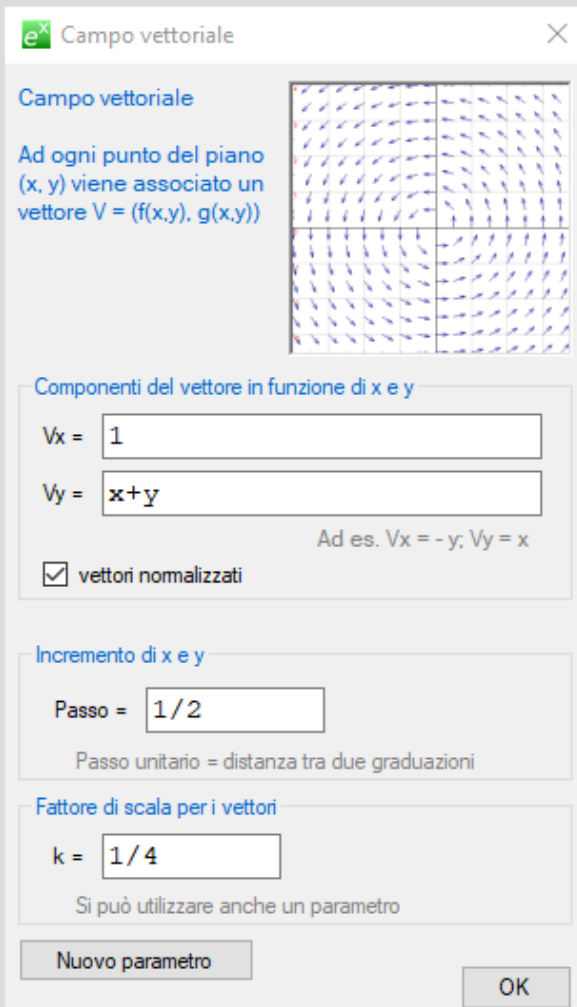 eˣ Campo vettoriale
Campo vettoriale
Ad ogni punto del piano
(x, y) viene associato un
vettore V = (f(x,y), g(x,y))
Componenti del vettore in funzione di x e y
Vx = 1
Vy = x+y
Ad es. Vx = - y; Vy = x
vettori normalizzati
Incremento di x e y
Passo = 1/2
Passo unitario = distanza tra due graduazioni
Fattore di scala per i vettori
k = 1/4
Si può utilizzare anche un parametro
Nuovo parametro
OK